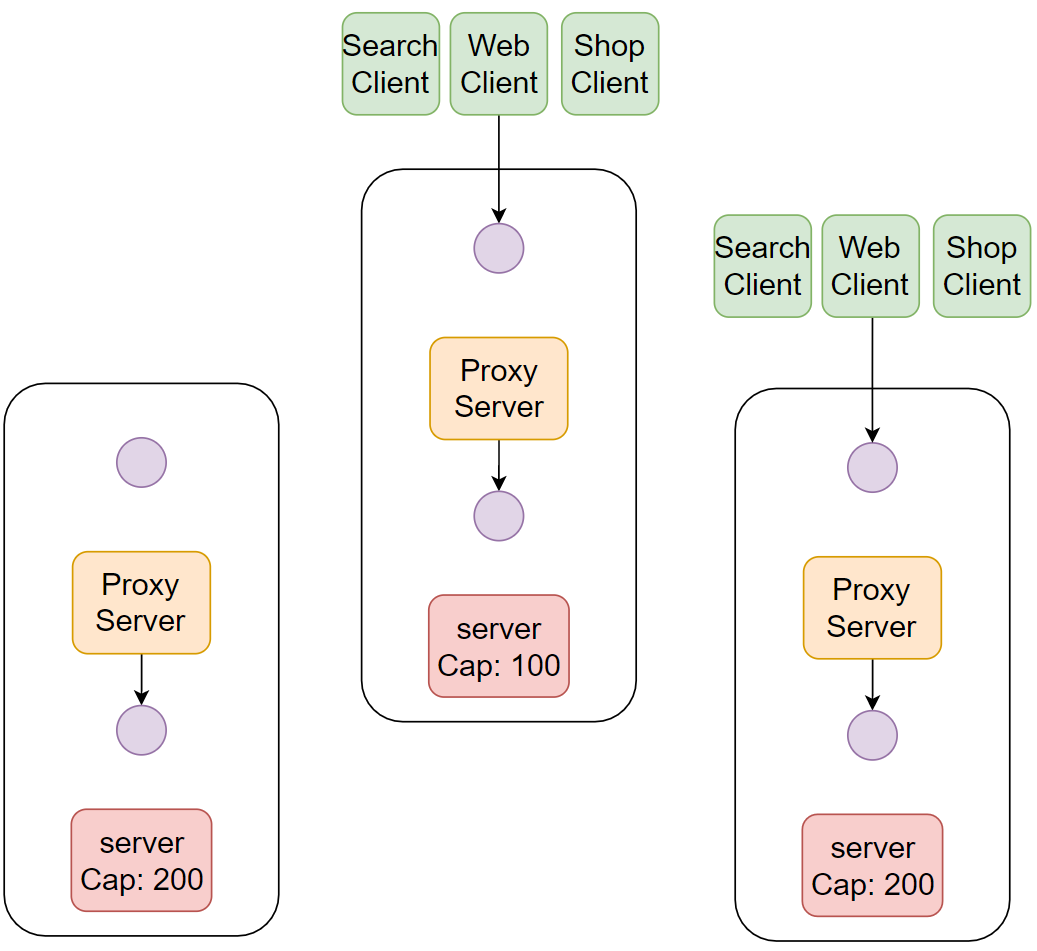 Search
Client
Web
Client
Shop
Client
Search
Client
Web
Client
Shop
Client
Proxy
Server
server
Cap: 100
Proxy
Server
server
Cap: 200
Proxy
Server
server
Cap: 200